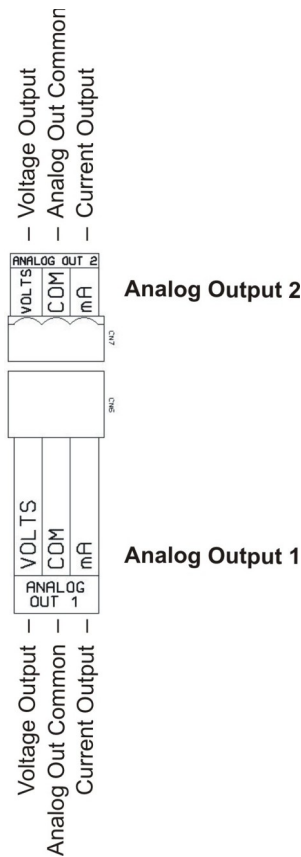 Voltage Output
Analog Out Common
Current Output
ANALOG OUT 2
VOLTS
COM
mA
Analog Output 2
CN7
CN6
VOLTS
COM
mA
Analog Output 1
ANALOG
OUT 1
Voltage Output
Analog Out Common
Current Output